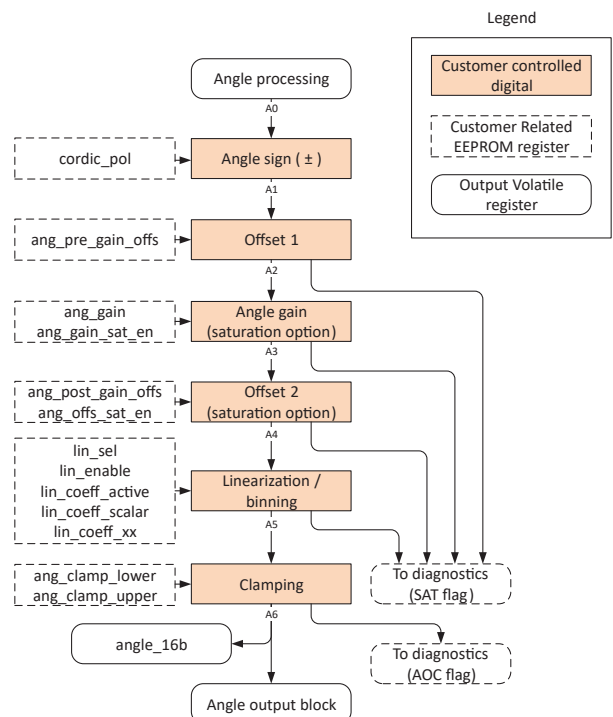 Legend
Customer controlled
digital
Customer Related
EEPROM register
Output Volatile
register
Angle processing
A0
cordic_pol
Angle sign ( ± )
A1
ang_pre_gain_offs
Offset 1
A2
ang_gain
ang_gain_sat_en
Angle gain
(saturation option)
A3
ang_post_gain_offs
ang_offs_sat_en
Offset 2
(saturation option)
A4
lin_sel
lin_enable
lin_coeff_active
lin_coeff_scalar
lin_coeff_xx
Linearization /
binning
A5
ang_clamp_lower
ang_clamp_upper
Clamping
To diagnostics
(SAT flag)
A6
angle_16b
To diagnostics
(AOC flag)
Angle output block